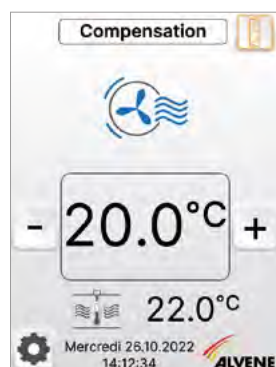 Compensation
- 20.0°C +
22.0°C
Mercredi 26.10.2022
14:12:34
ALVENE